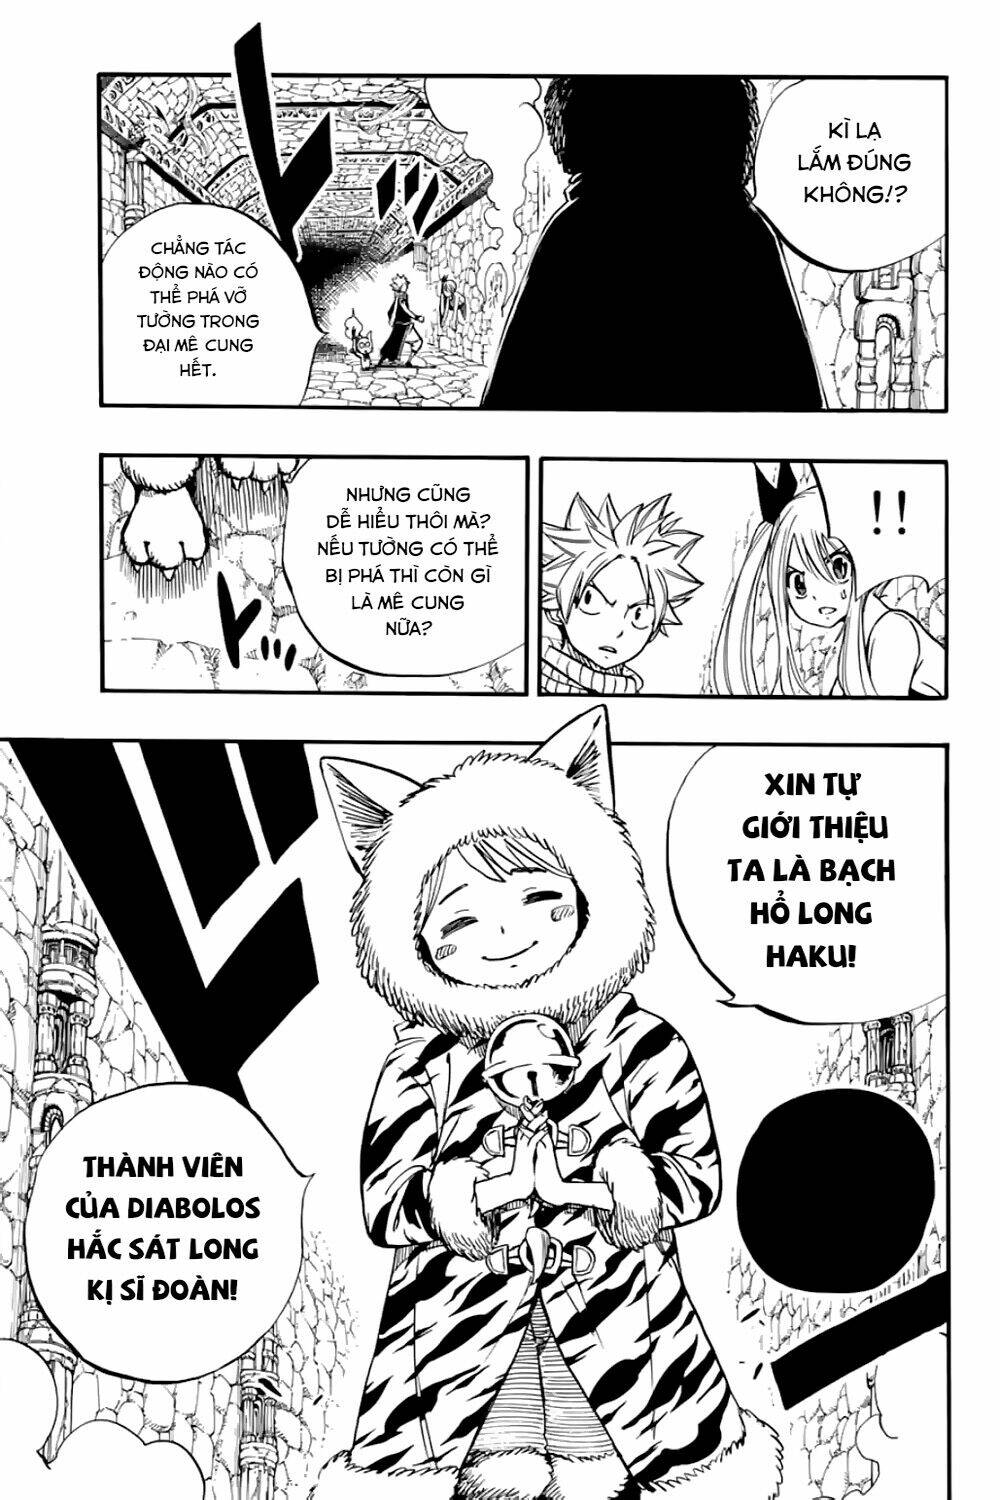 KÌ LẠ
LẮM ĐÚNG
KHÔNG!?
CHẲNG TÁC
ĐỘNG NÀO CÓ
THỂ PHÁ VỠ
TƯỜNG TRONG
ĐẠI MÊ CUNG
HẾT.
!!
NHƯNG CŨNG
DỄ HIỂU THÔI MÀ?
NẾU TƯỜNG CÓ THỂ
BỊ PHÁ THÌ CÒN GÌ
LÀ MÊ CUNG
NỮA?
XIN TỰ
GIỚI THIỆU
TA LÀ BẠCH
HỔ LONG
HAKU!
THÀNH VIÊN
CỦA DIABOLOS
HẮC SÁT LONG
KỊ SĨ ĐOÀN!